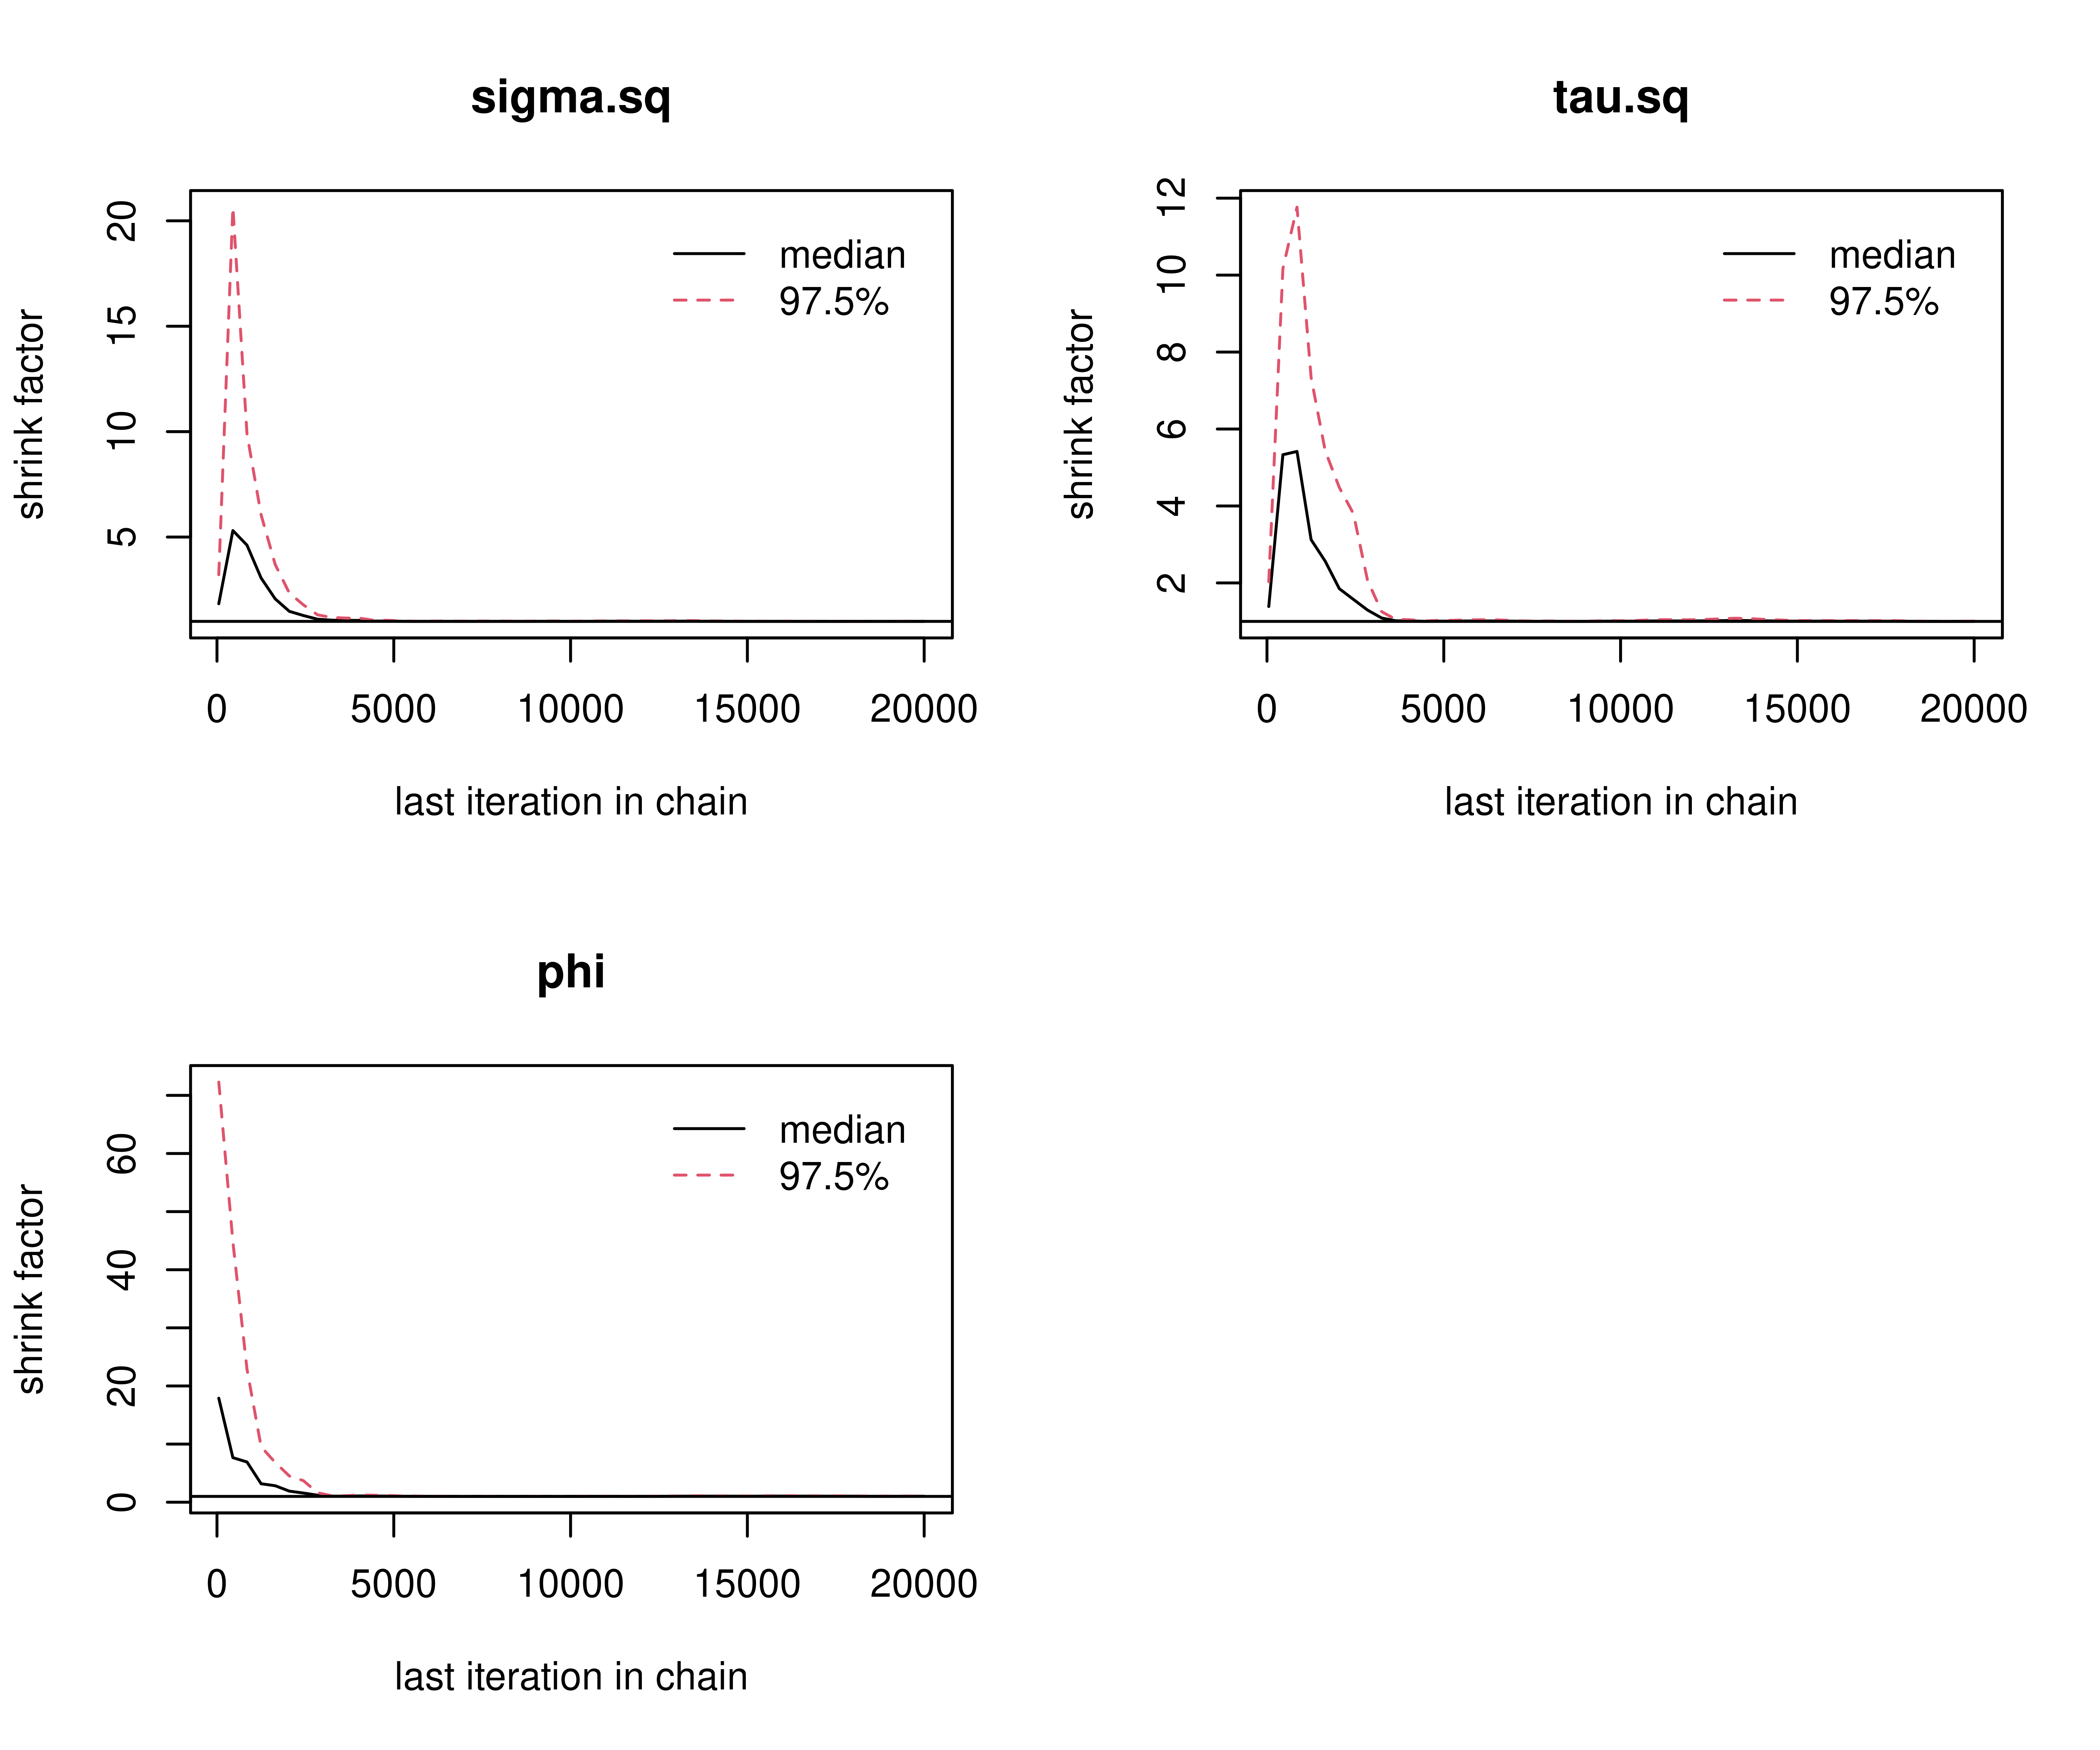 sigma.sq
shrink factor
20
15
10
5
median
97.5%
0 5000 10000 15000 20000
last iteration in chain
tau.sq
shrink factor
12
10
8
6
4
2
median
97.5%
0 5000 10000 15000 20000
last iteration in chain
phi
shrink factor
60
40
20
0
median
97.5%
0 5000 10000 15000 20000
last iteration in chain